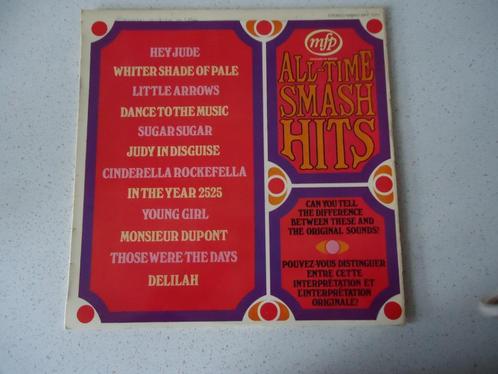 HEY JUDE
WHITER SHADE OF PALE
LITTLE ARROWS
DANCE TO THE MUSIC
SUGAR SUGAR
JUDY IN DISGUISE
CINDERELLA ROCKEFELLA
IN THE YEAR 2525
YOUNG GIRL
MONSIEUR DUPONT
THOSE WERE THE DAYS
DELILAH
mfp
ALL-TIME
SMASH
HITS
CAN YOU TELL
THE DIFFERENCE
BETWEEN THESE AND
THE ORIGINAL SOUNDS?
POUVEZ-VOUS DISTINGUER
ENTRE CETTE
INTERPRÉTATION ET
L'INTERPRÉTATION
ORIGINALE?